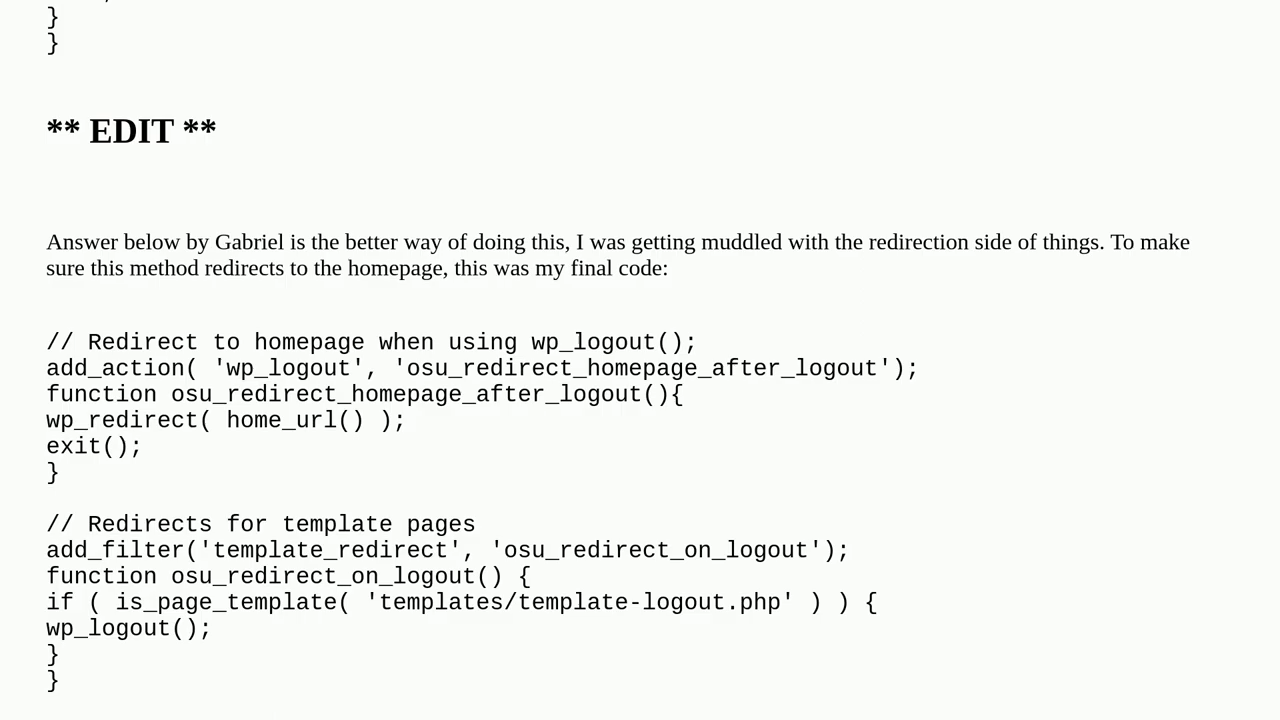 }
}
** EDIT **
Answer below by Gabriel is the better way of doing this, I was getting muddled with the redirection side of things. To make
sure this method redirects to the homepage, this was my final code:
// Redirect to homepage when using wp_logout();
add_action( 'wp_logout', 'osu_redirect_homepage_after_logout');
function osu_redirect_homepage_after_logout(){
wp_redirect( home_url() );
exit();
}
// Redirects for template pages
add_filter('template_redirect', 'osu_redirect_on_logout');
function osu_redirect_on_logout() {
if ( is_page_template( 'templates/template-logout.php' ) ) {
wp_logout();
}
}